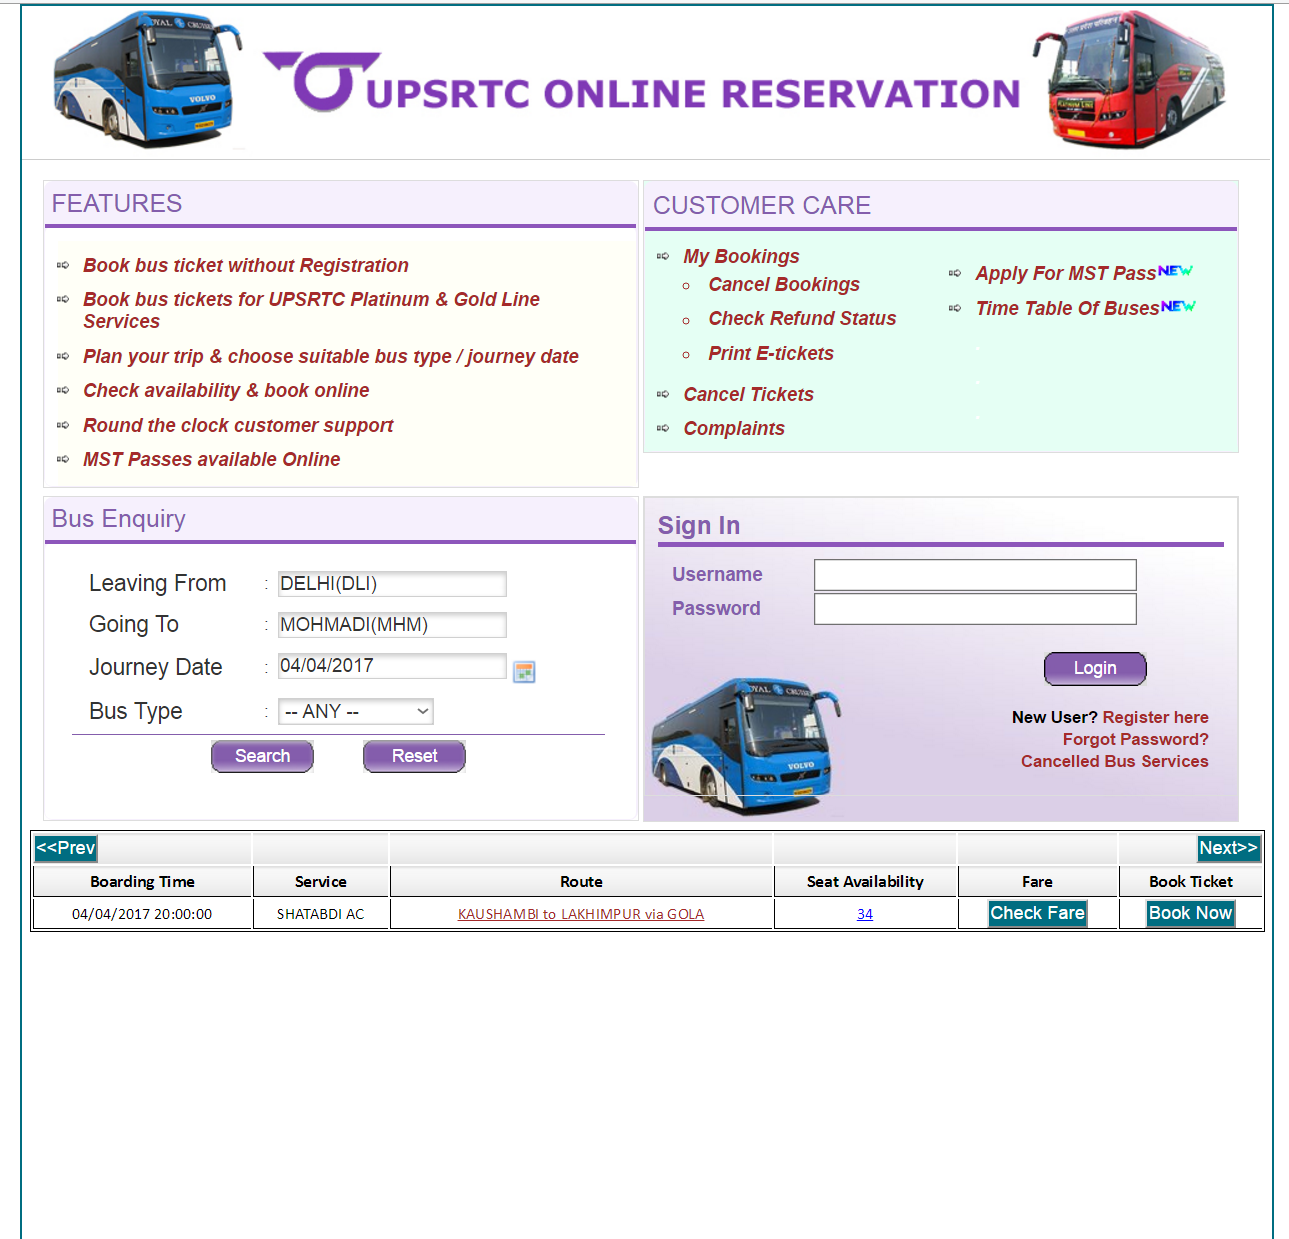 UPSRTC ONLINE RESERVATION
ROYAL CRUISE
VOLVO
FEATURES
Book bus ticket without Registration
Book bus tickets for UPSRTC Platinum & Gold Line
Services
Plan your trip & choose suitable bus type / journey date
Check availability & book online
Round the clock customer support
MST Passes available Online
CUSTOMER CARE
My Bookings
Cancel Bookings
Check Refund Status
Print E-tickets
Cancel Tickets
Complaints
Apply For MST Pass NEW
Time Table Of Buses NEW
Bus Enquiry
Leaving From : DELHI(DLI)
Going To : MOHMADI(MHM)
Journey Date : 04/04/2017
Bus Type : -- ANY --
Search Reset
Sign In
Username
Password
Login
New User? Register here
Forgot Password?
Cancelled Bus Services
OYAL CRUISE
VOLVO
<<Prev Next>>
Boarding Time Service Route Seat Availability Fare Book Ticket
04/04/2017 20:00:00 SHATABDI AC KAUSHAMBI to LAKHIMPUR via GOLA 34 Check Fare Book Now